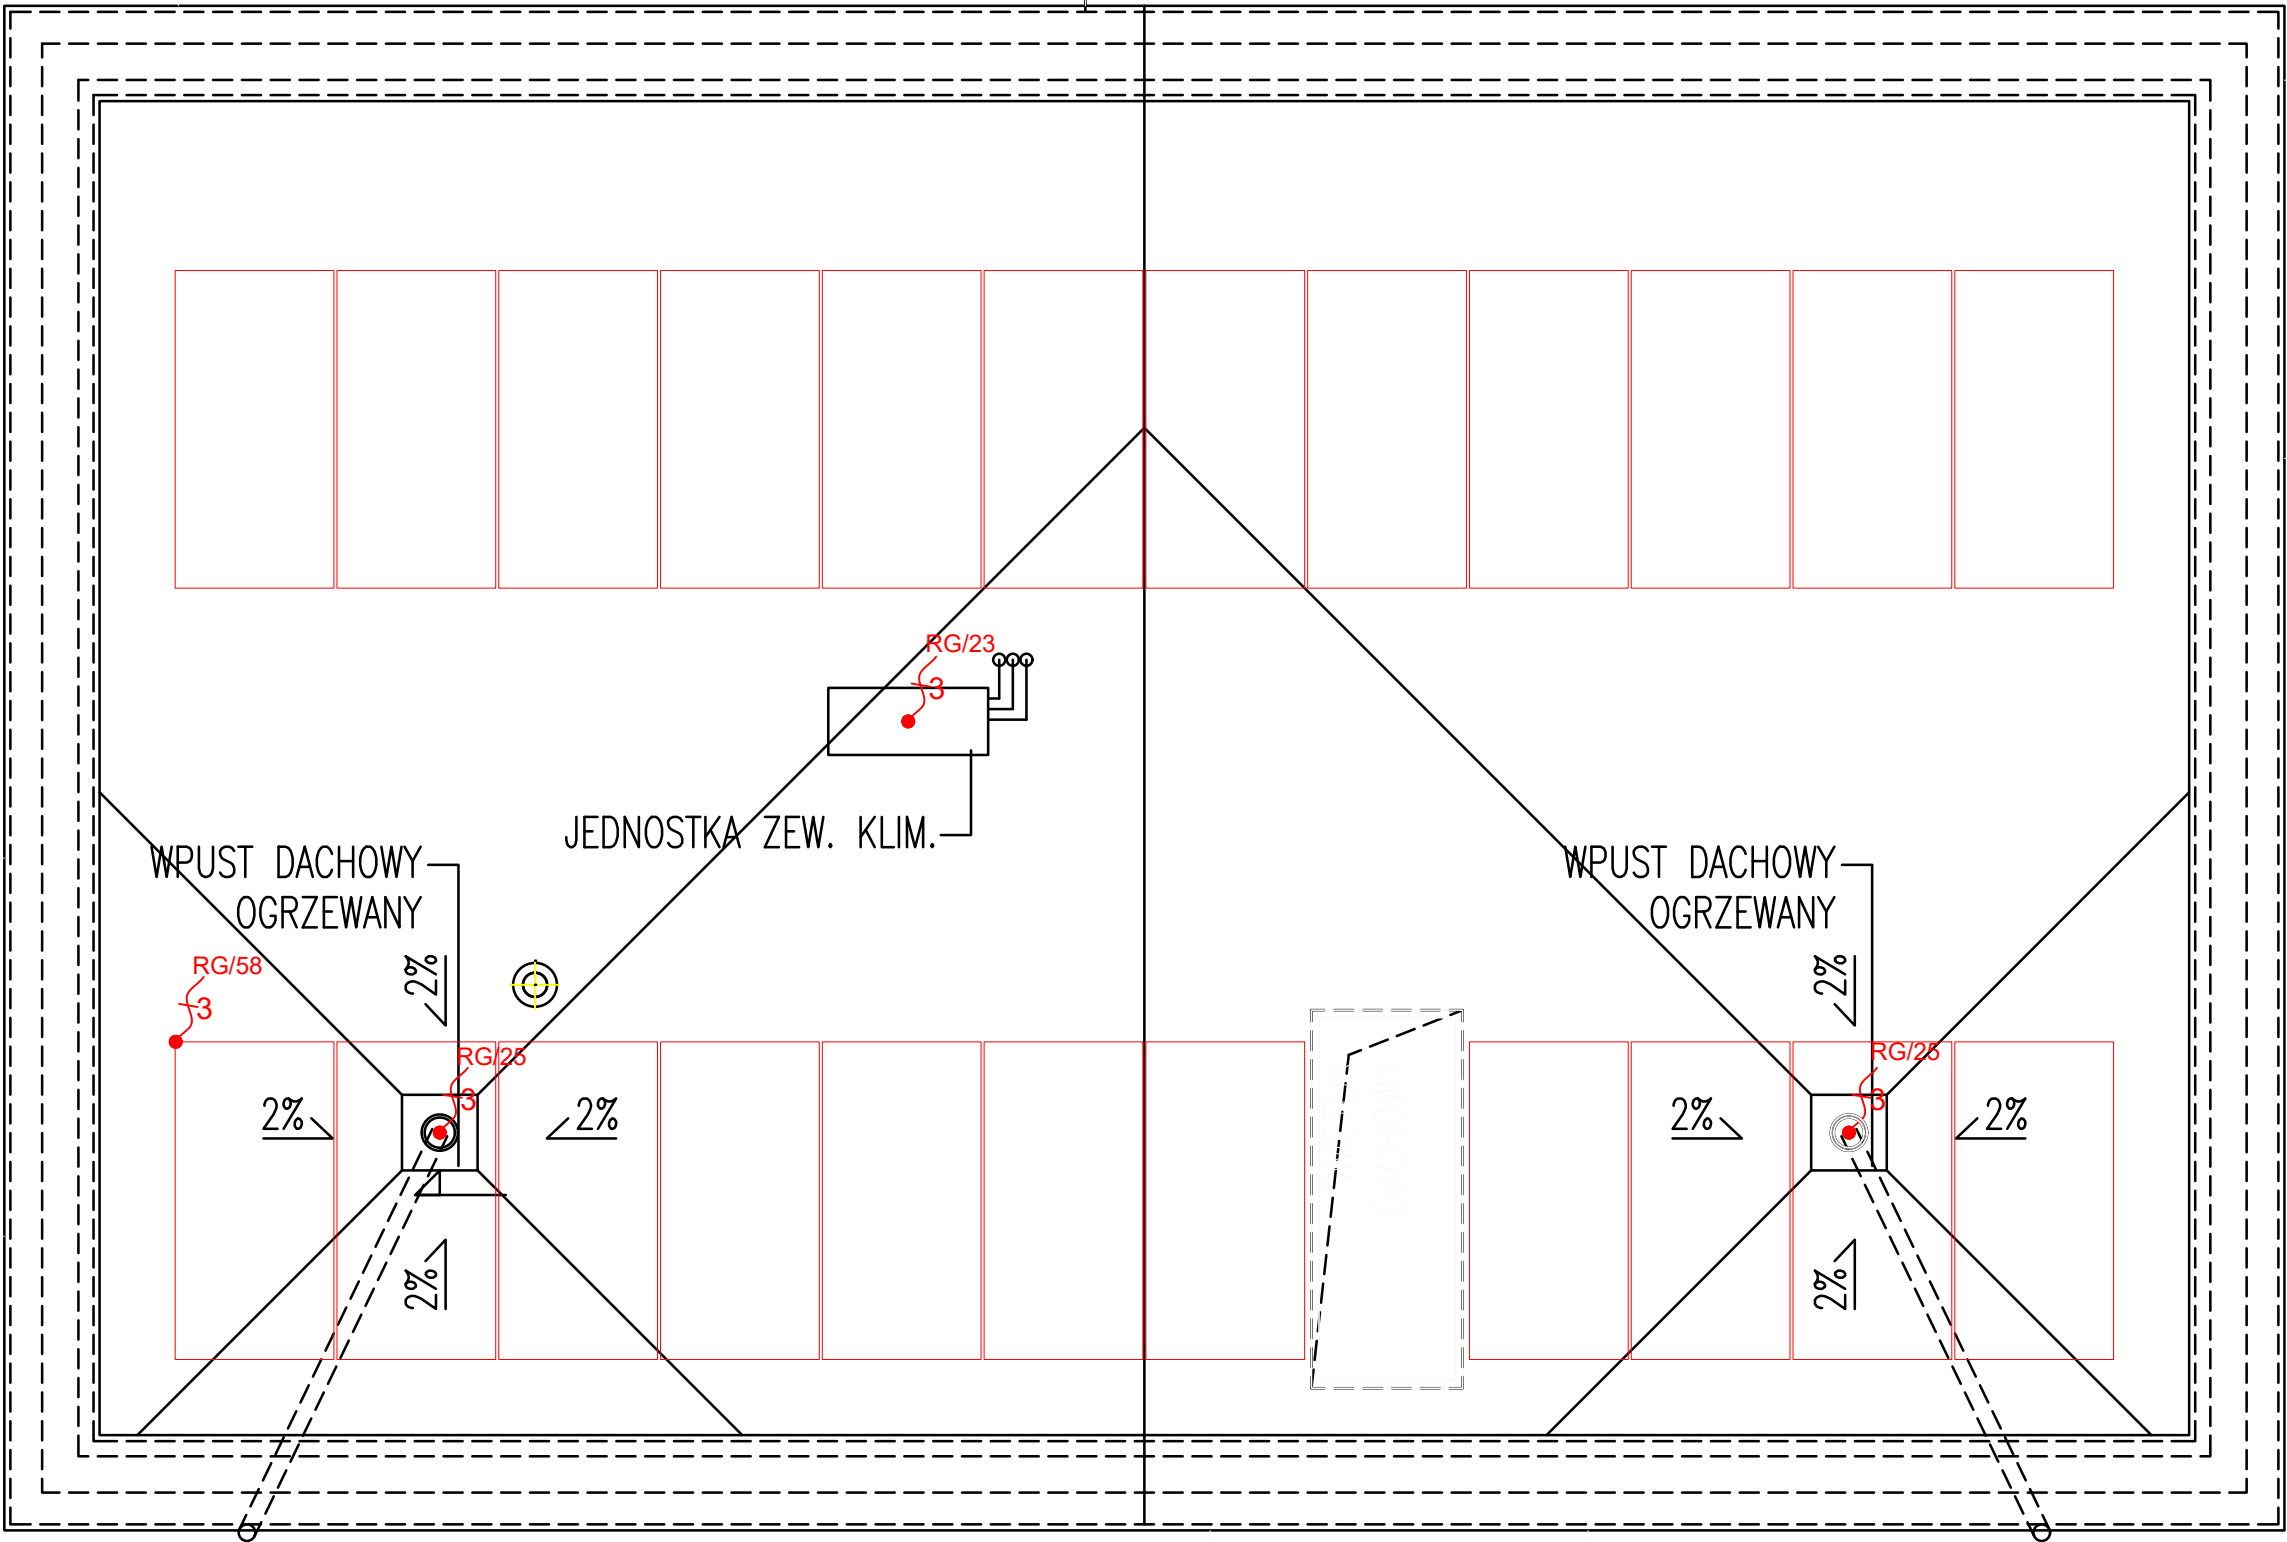 RG/23
3
JEDNOSTKA ZEW. KLIM.
WPUST DACHOWY
OGRZEWANY
WPUST DACHOWY
OGRZEWANY
2%
2%
RG/58
3
RG/25
3
RG/25
3
2%
2%
2%
2%
2%
2%